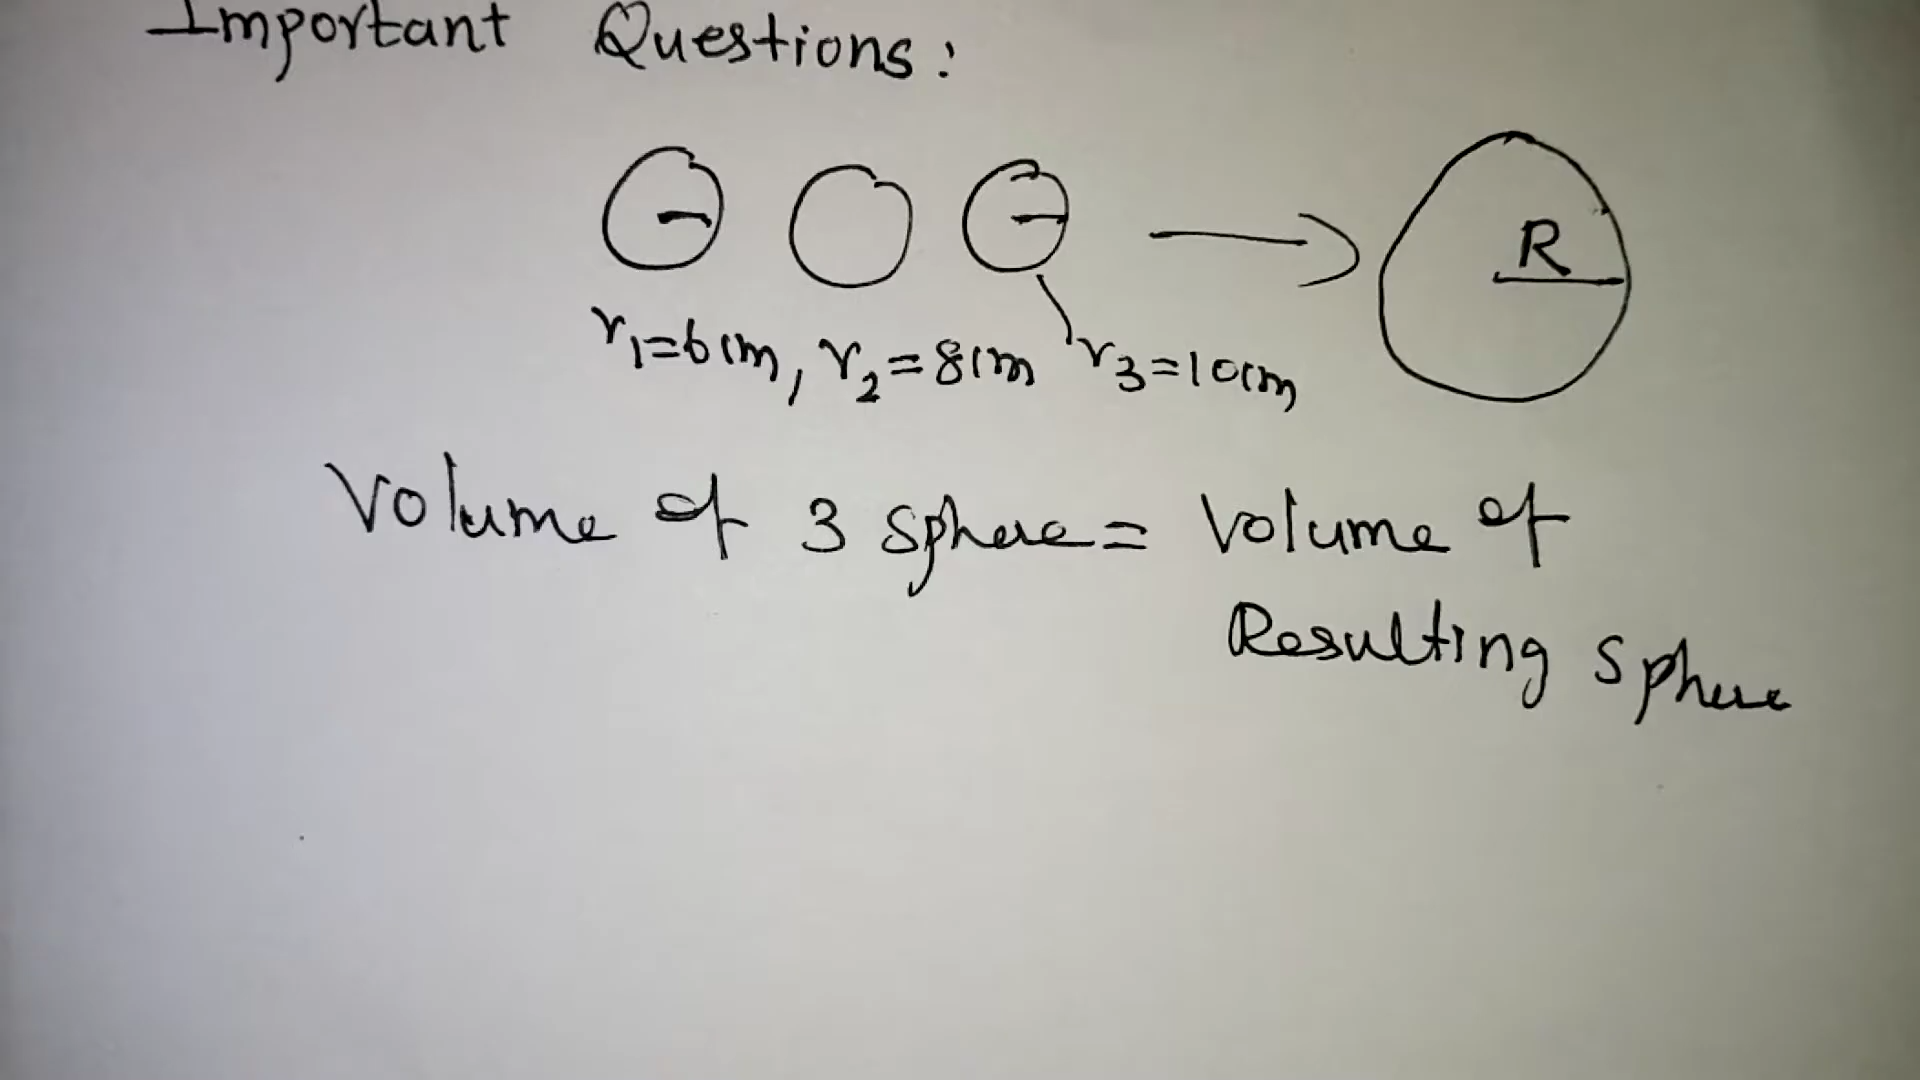 Important Questions:
R
r1=6cm, r2=8cm r3=10cm
Volume of 3 sphere= Volume of
Resulting sphere